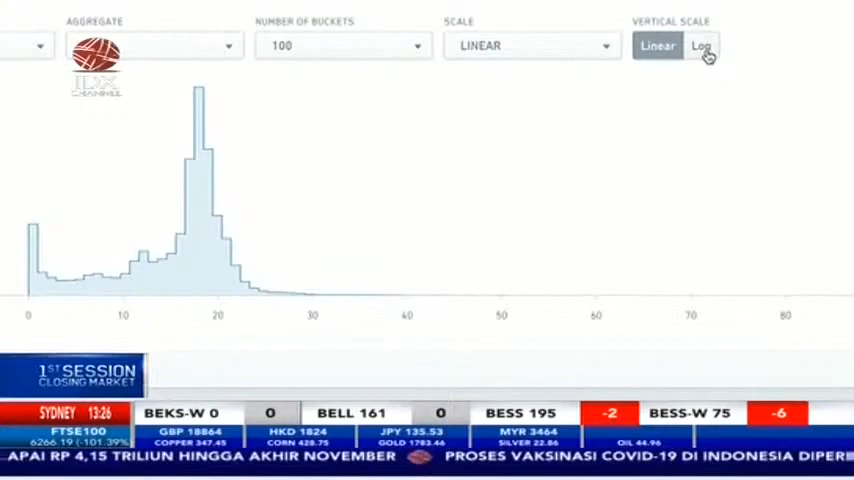 AGGREGATE
NUMBER OF BUCKETS
SCALE
VERTICAL SCALE
100
LINEAR
Linear
Log
IDX
CHANNEL
0 10 20 30 40 50 60 70 80
1ST SESSION
CLOSING MARKET
SYDNEY 13:26
BEKS-W 0 0 BELL 161 0 BESS 195 -2 BESS-W 75 -6
FTSE100
6266.19 (-101.39%)
GBP 18864 HKD 1824 JPY 135.53 MYR 3464
COPPER 347.45 CORN 428.75 GOLD 1783.46 SILVER 22.86 OIL 44.96
APAI RP 4,15 TRILIUN HINGGA AKHIR NOVEMBER PROSES VAKSINASI COVID-19 DI INDONESIA DIPER